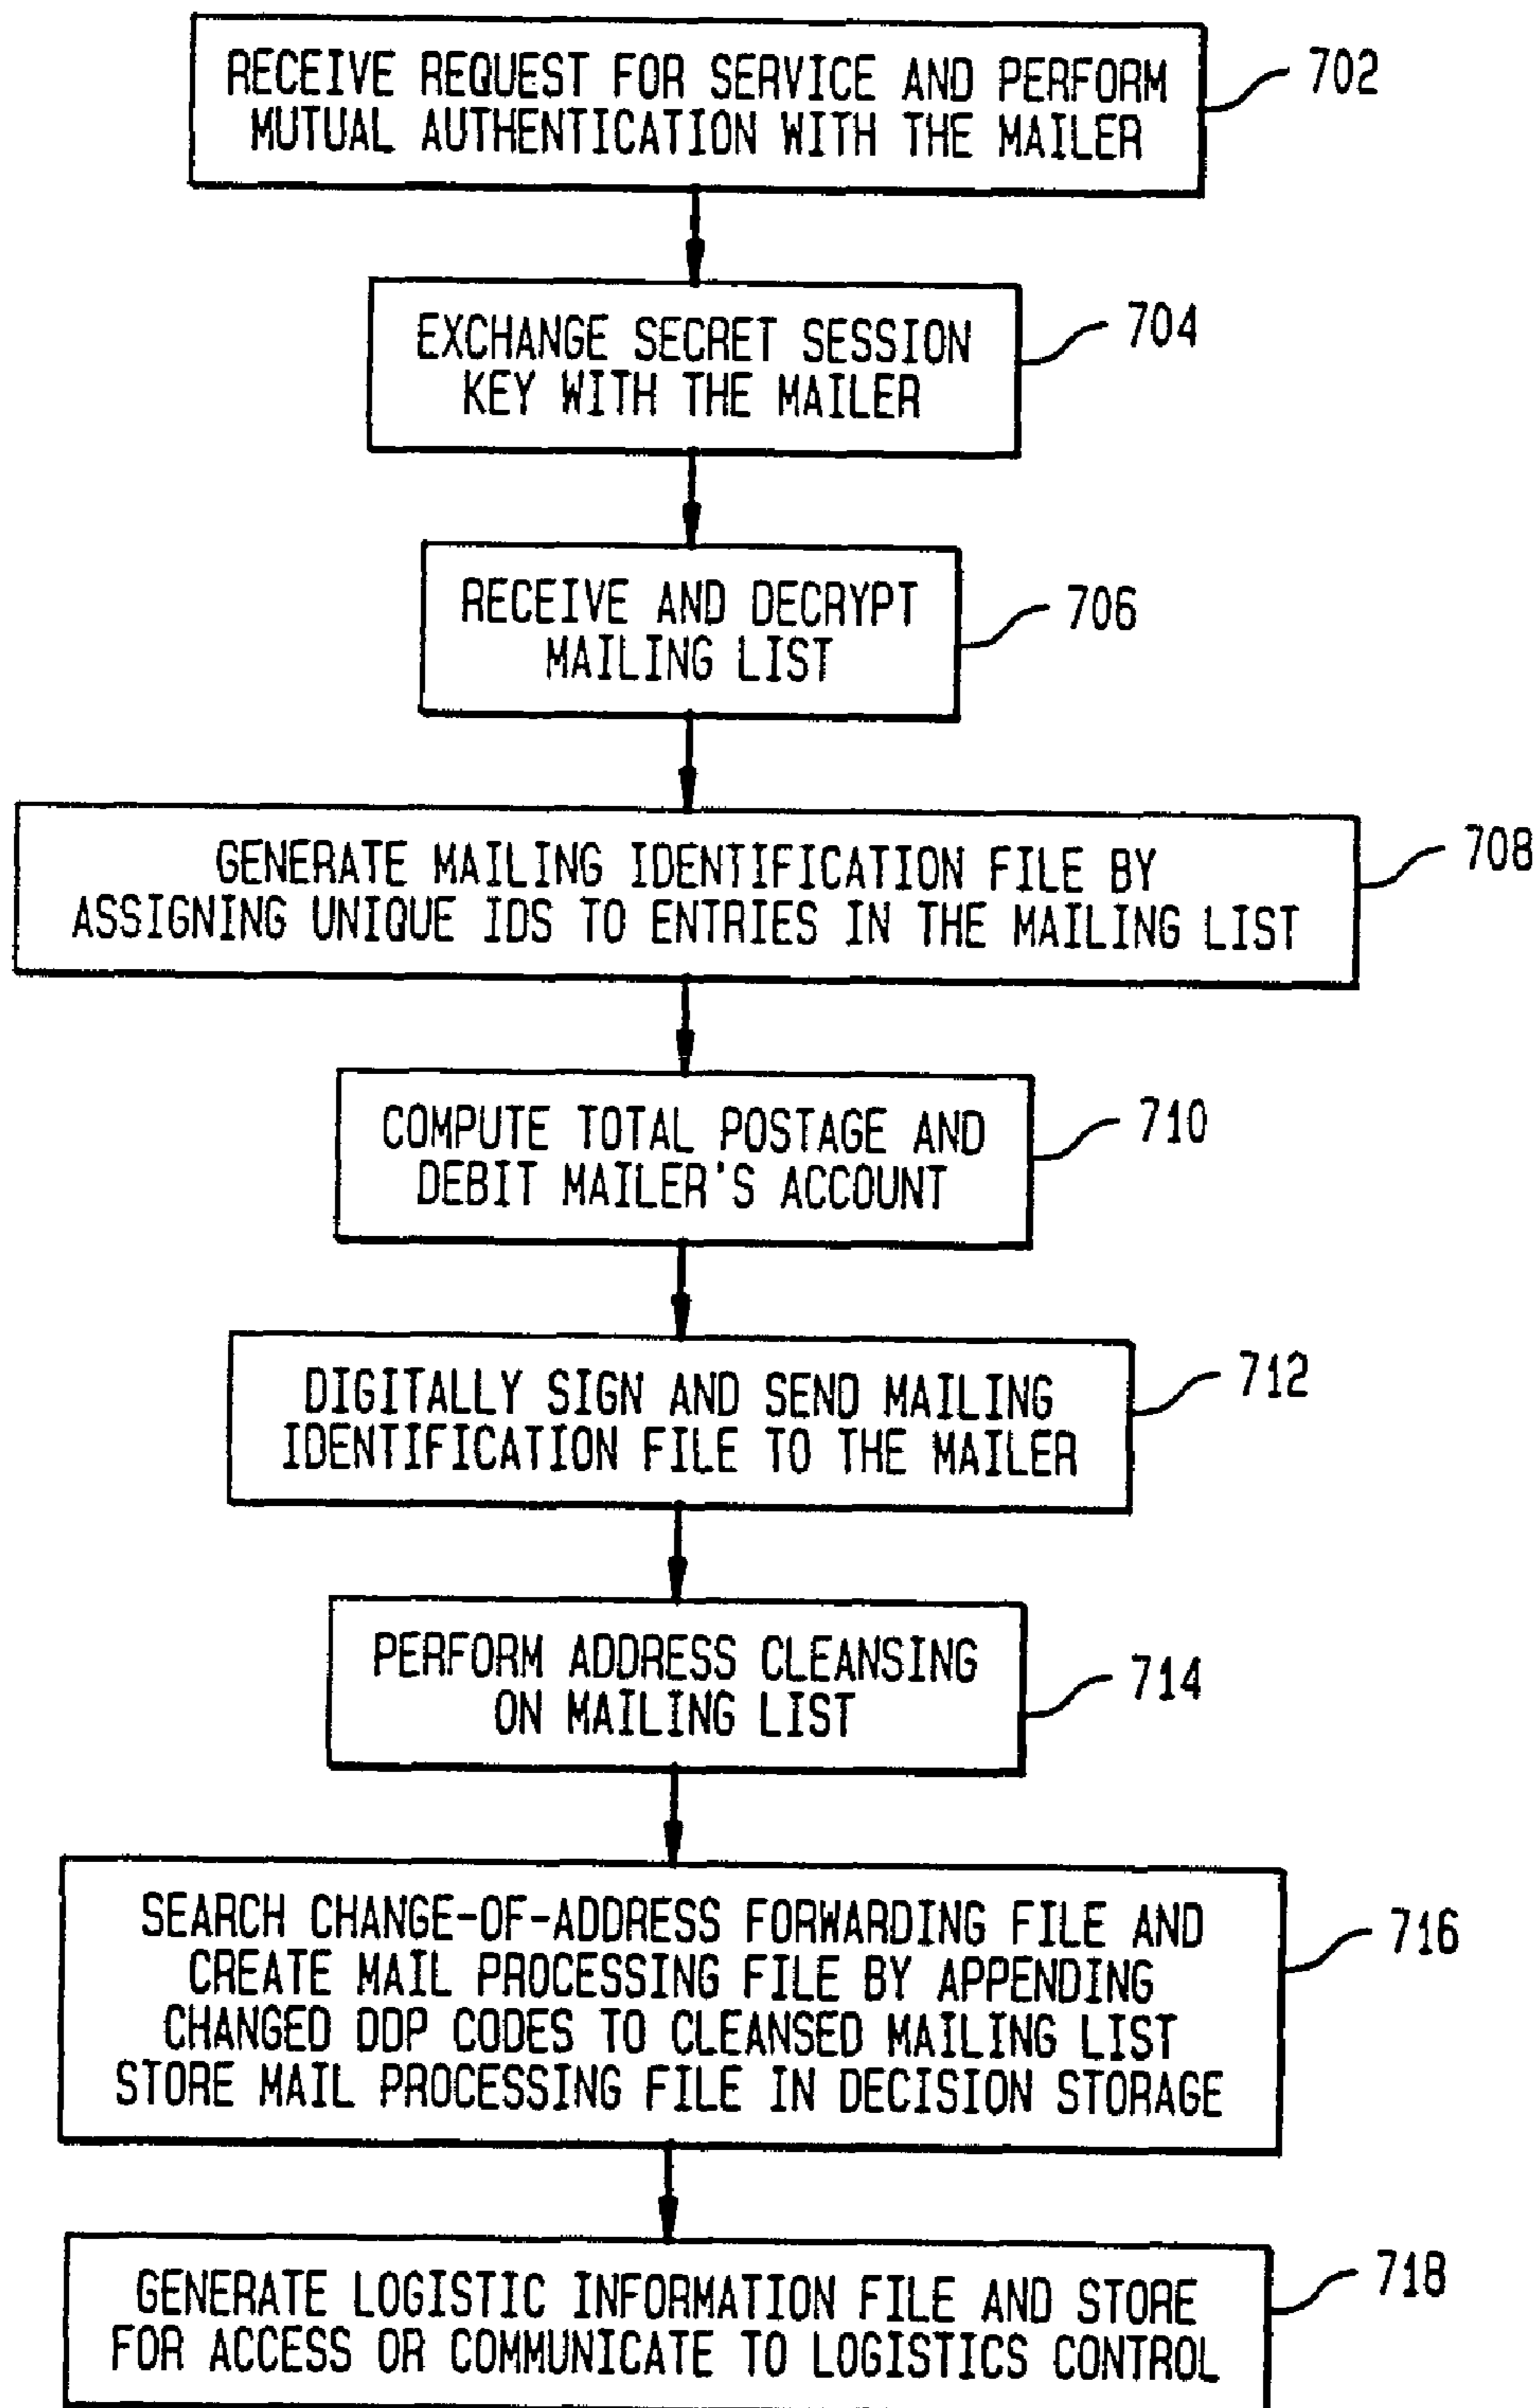 RECEIVE REQUEST FOR SERVICE AND PERFORM
MUTUAL AUTHENTICATION WITH THE MAILER
702
EXCHANGE SECRET SESSION
KEY WITH THE MAILER
704
RECEIVE AND DECRYPT
MAILING LIST
706
GENERATE MAILING IDENTIFICATION FILE BY
ASSIGNING UNIQUE IDS TO ENTRIES IN THE MAILING LIST
708
COMPUTE TOTAL POSTAGE AND
DEBIT MAILER'S ACCOUNT
710
DIGITALLY SIGN AND SEND MAILING
IDENTIFICATION FILE TO THE MAILER
712
PERFORM ADDRESS CLEANSING
ON MAILING LIST
714
SEARCH CHANGE-OF-ADDRESS FORWARDING FILE AND
CREATE MAIL PROCESSING FILE BY APPENDING
CHANGED DDP CODES TO CLEANSED MAILING LIST
STORE MAIL PROCESSING FILE IN DECISION STORAGE
716
GENERATE LOGISTIC INFORMATION FILE AND STORE
FOR ACCESS OR COMMUNICATE TO LOGISTICS CONTROL
718